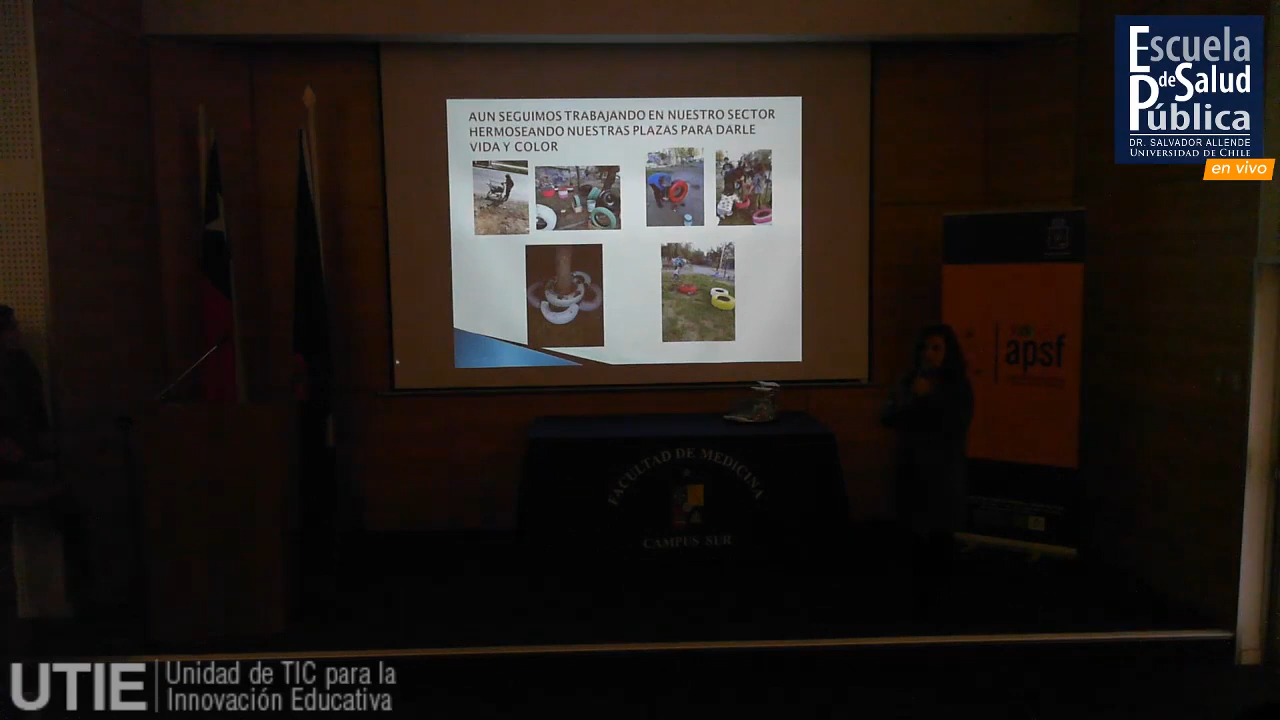 AUN SEGUIMOS TRABAJANDO EN NUESTRO SECTOR
HERMOSEANDO NUESTRAS PLAZAS PARA DARLE
VIDA Y COLOR
Escuela
de Salud
Pública
DR. SALVADOR ALLENDE
UNIVERSIDAD DE CHILE
en vivo
apsf
FACULTAD DE MEDICINA
CAMPUS SUR
UTIE
Unidad de TIC para la
Innovación Educativa